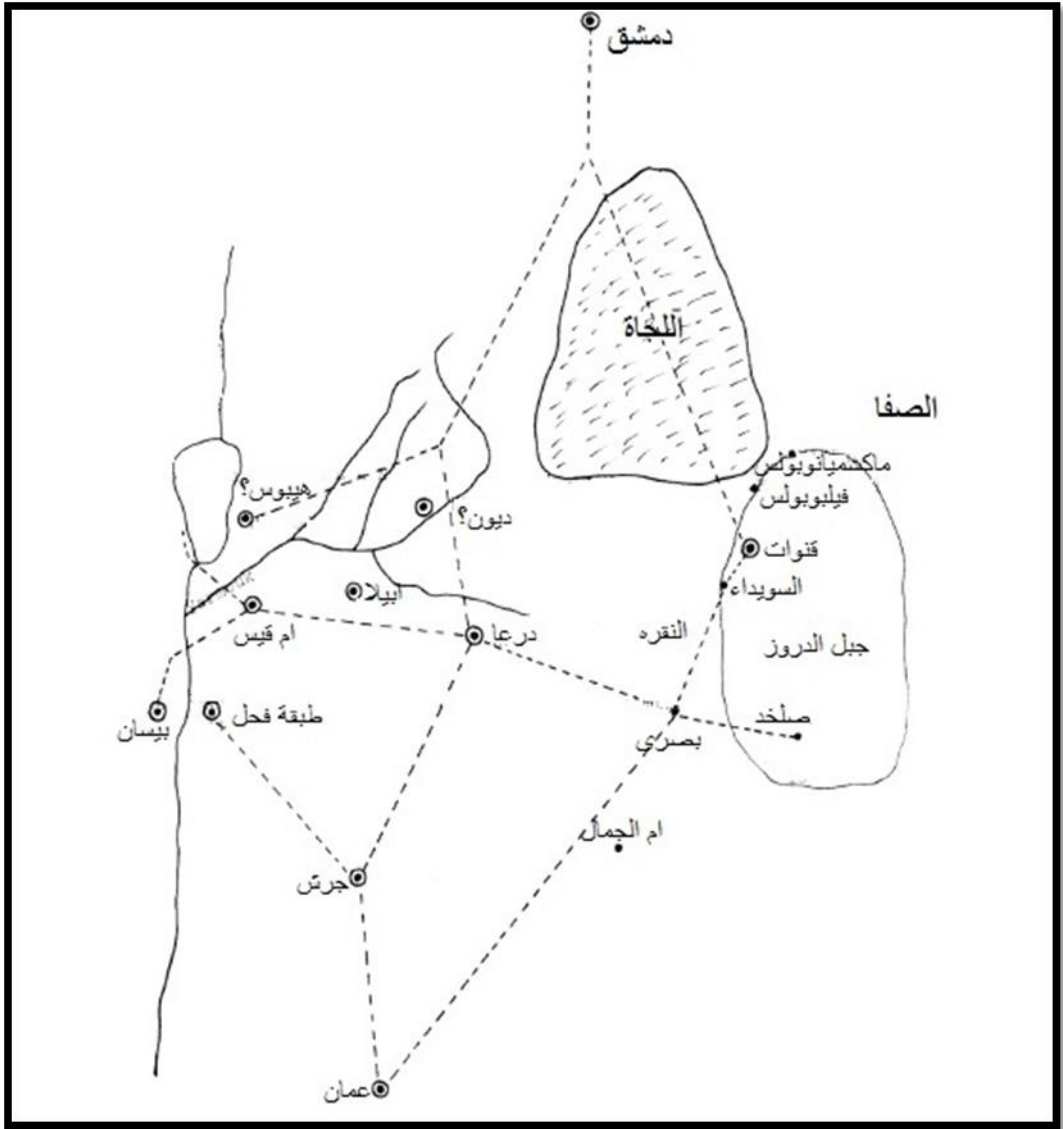 دمشق
اللجاة
الصفا
ماكسميانوبولس
فيلبوبولس
هيبوس؟
ديون؟
قنوات
السويداء
ابيلا
ام قيس
درعا
النقره
جبل الدروز
بيسان
طبقة فحل
بصرى
صلخد
ام الجمال
جرش
عمان